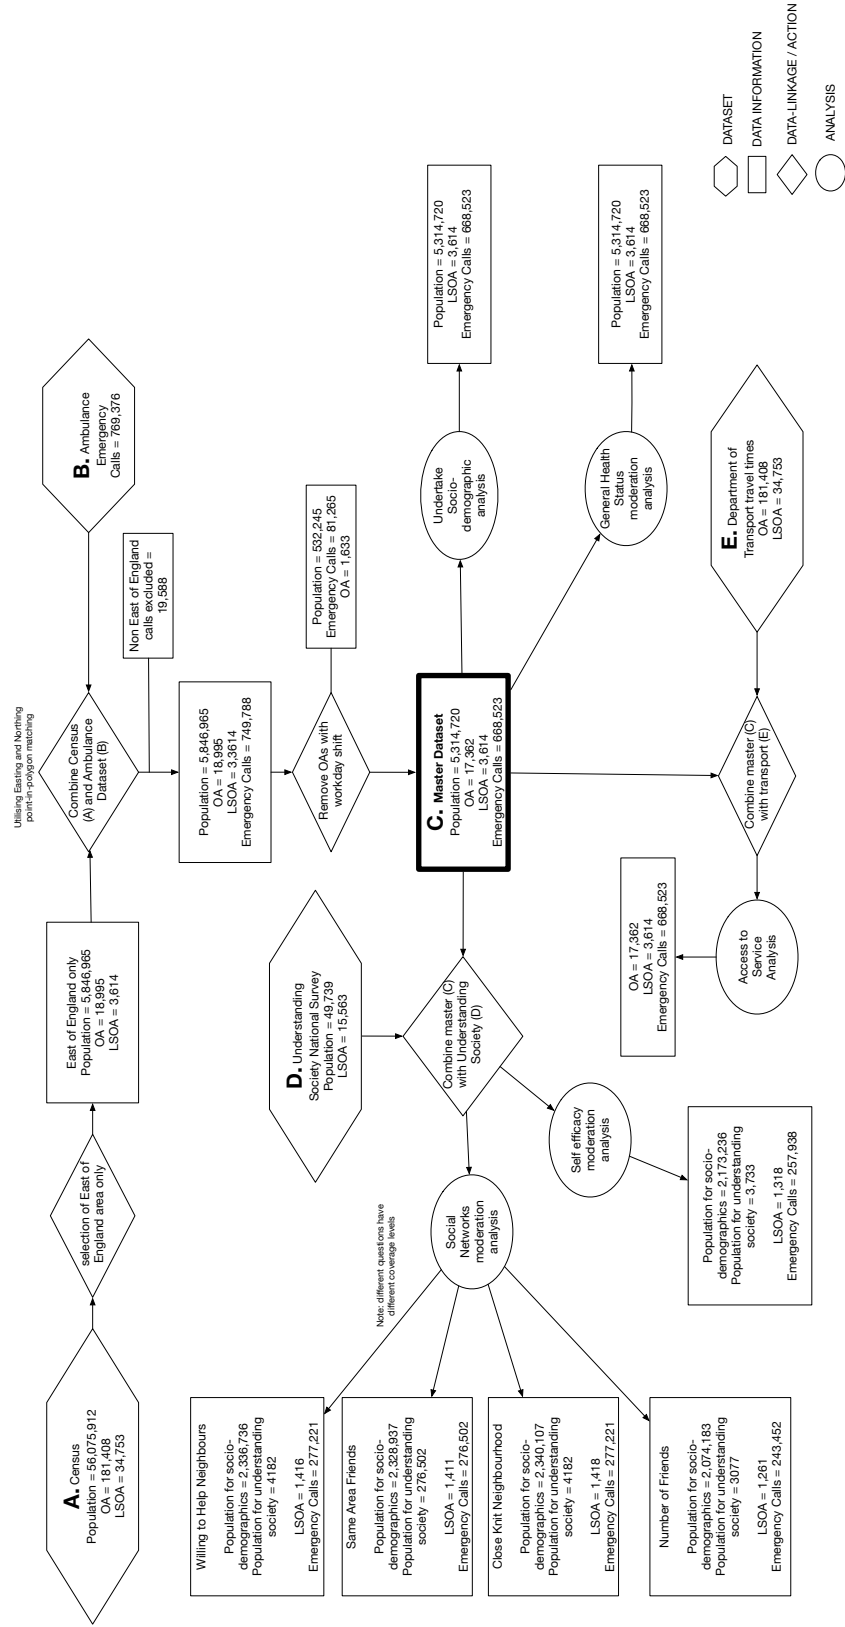 A. Census
Population = 56,075,912
OA = 181,408
LSOA = 34,753
selection of East of
England area only
East of England only
Population = 5,846,965
OA = 18,995
LSOA = 3,614
Utilising Easting and Northing
point-in-polygon matching
Combine Census
(A) and Ambulance
Dataset (B)
B. Ambulance
Emergency
Calls = 769,376
Non East of England
calls excluded =
19,588
Population = 5,846,965
OA = 18,995
LSOA = 3,3614
Emergency Calls = 749,788
Remove OAs with
workday shift
Population = 532,245
Emergency Calls = 81,265
OA = 1,633
C. Master Dataset
Population = 5,314,720
OA = 17,362
LSOA = 3,614
Emergency Calls = 668,523
Undertake
Socio-
demographic
analysis
Population = 5,314,720
LSOA = 3,614
Emergency Calls = 668,523
General Health
Status
moderation
analysis
Population = 5,314,720
LSOA = 3,614
Emergency Calls = 668,523
D. Understanding
Society National Survey
Population = 49,739
LSOA = 15,563
Combine master (C)
with Understanding
Society (D)
Social
Networks
moderation
analysis
Note: different questions have
different coverage levels
Self efficacy
moderation
analysis
Willing to Help Neighbours
Population for socio-
demographics = 2,336,736
Population for understanding
society = 4182
LSOA = 1,416
Emergency Calls = 277,221
Same Area Friends
Population for socio-
demographics = 2,328,937
Population for understanding
society = 276,502
LSOA = 1,411
Emergency Calls = 276,502
Close Knit Neighbourhood
Population for socio-
demographics = 2,340,107
Population for understanding
society = 4182
LSOA = 1,418
Emergency Calls = 277,221
Number of Friends
Population for socio-
demographics = 2,074,183
Population for understanding
society = 3077
LSOA = 1,261
Emergency Calls = 243,452
Population for socio-
demographics = 2,173,236
Population for understanding
society = 3,733
LSOA = 1,318
Emergency Calls = 257,938
E. Department of
Transport travel times
OA = 181,408
LSOA = 34,753
Combine master (C)
with transport (E)
Access to
Service
Analysis
OA = 17,362
LSOA = 3,614
Emergency Calls = 668,523
DATASET
DATA INFORMATION
DATA-LINKAGE / ACTION
ANALYSIS